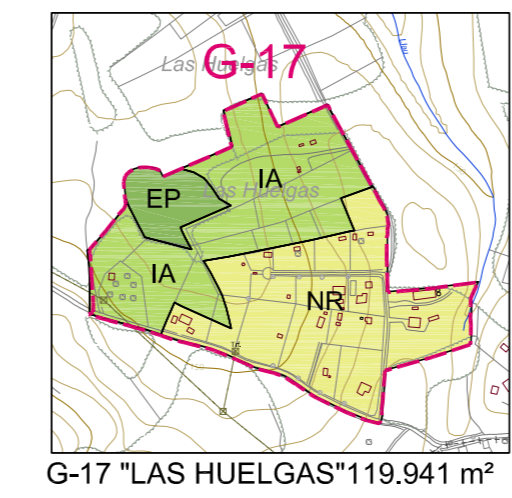 G-17
Las Huelgas
IA
EP
Las Huelgas
IA
NR
G-17 "LAS HUELGAS"119.941 m²